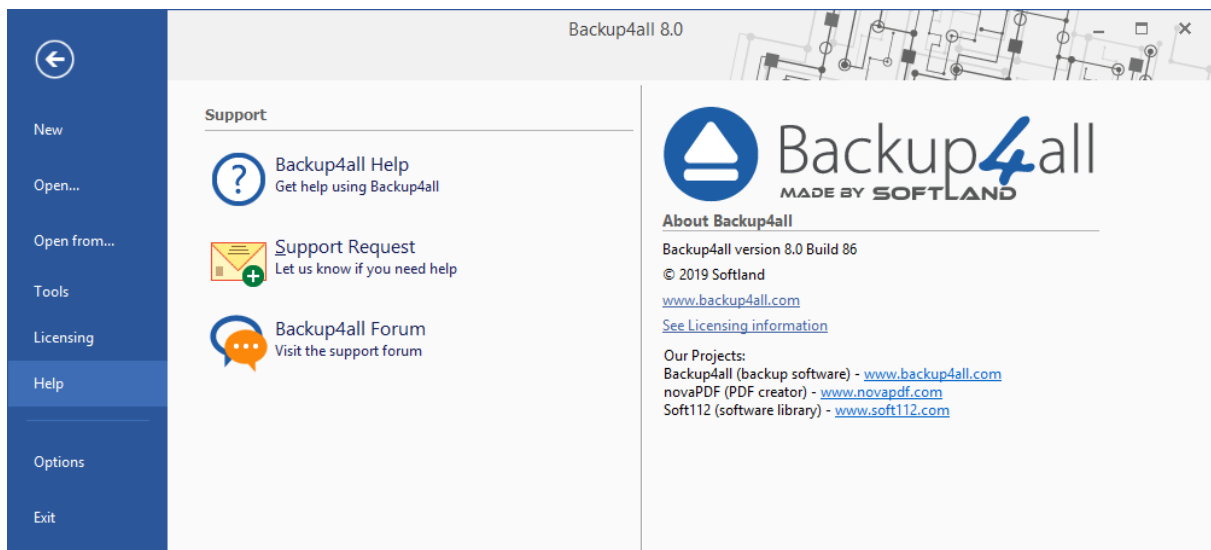 Backup4all 8.0
New
Open...
Open from...
Tools
Licensing
Help
Options
Exit
Support
Backup4all Help
Get help using Backup4all
Support Request
Let us know if you need help
Backup4all Forum
Visit the support forum
Backup4all
MADE BY SOFTLAND
About Backup4all
Backup4all version 8.0 Build 86
© 2019 Softland
www.backup4all.com
See Licensing information
Our Projects:
Backup4all (backup software) - www.backup4all.com
novaPDF (PDF creator) - www.novapdf.com
Soft112 (software library) - www.soft112.com